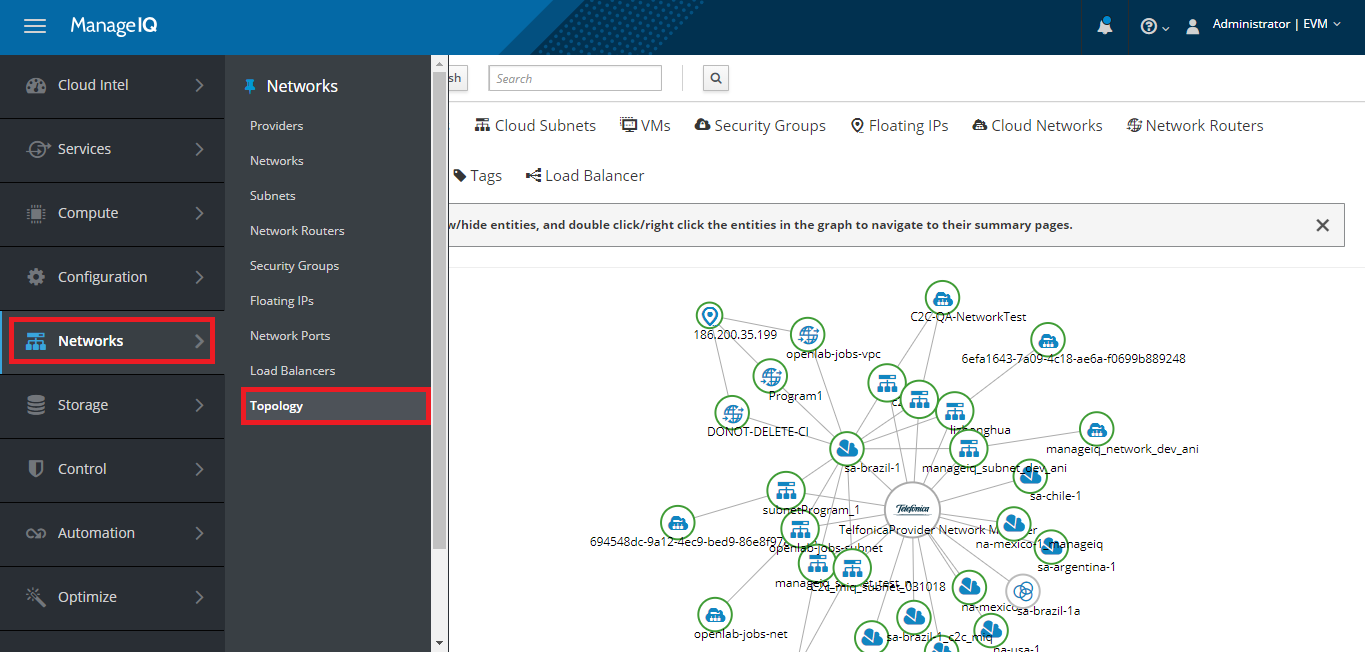 ManageIQ
Administrator | EVM
Cloud Intel
Services
Compute
Configuration
Networks
Storage
Control
Automation
Optimize
Networks
Providers
Networks
Subnets
Network Routers
Security Groups
Floating IPs
Network Ports
Load Balancers
Topology
sh
Search
Cloud Subnets
VMs
Security Groups
Floating IPs
Cloud Networks
Network Routers
Tags
Load Balancer
w/hide entities, and double click/right click the entities in the graph to navigate to their summary pages.
C2C-QA-NetworkTest
186.200.35.199
openlab-jobs-vpc
6efa1643-7a09-4c18-ae6a-f0699b889248
Program1
DONOT-DELETE-CI
lizhonghua
manageiq_network_dev_ani
sa-brazil-1
manageiq_subnet_dev_ani
sa-chile-1
subnetProgram_1
Telefonica
TelfonicaProvider Network
694548dc-9a12-4ec9-bed9-86e8f97
openlab-jobs-subnet
na-mexico-1_manageiq
sa-argentina-1
c2c_miq_subnet_031018
na-mexico
sa-brazil-1a
openlab-jobs-net
sa-brazil-1_c2c_miq
na-usa-1